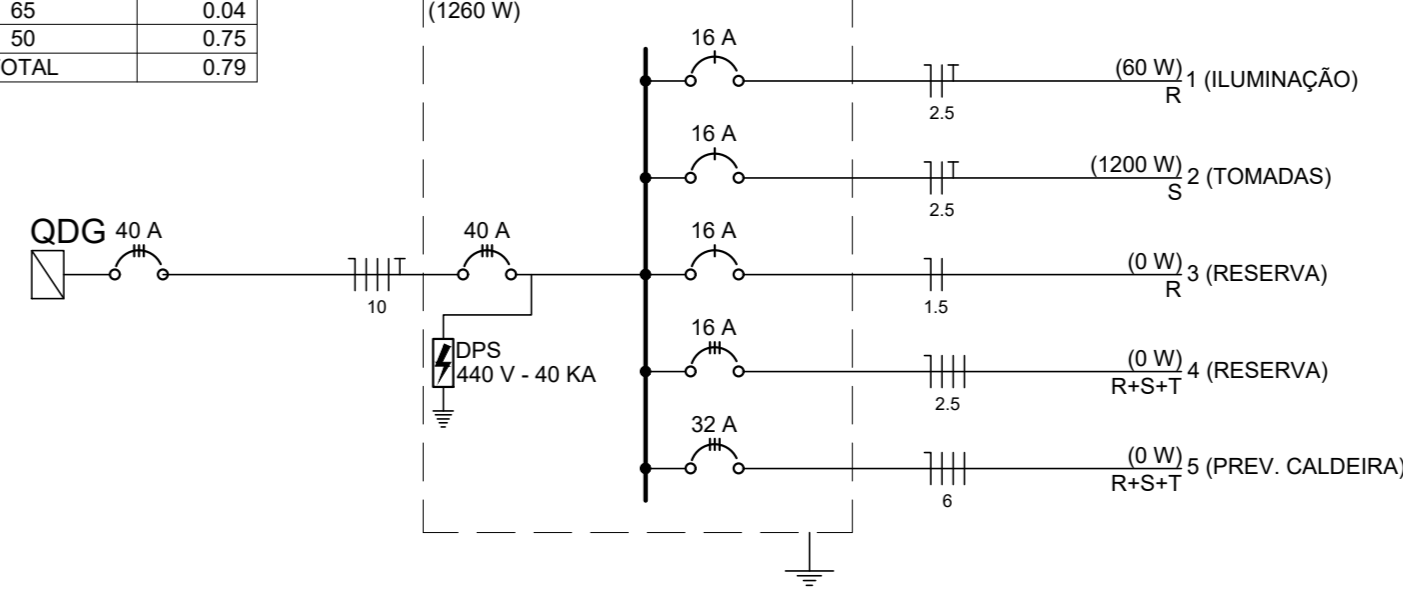 65 0.04
50 0.75
OTAL 0.79
(1260 W)
16 A
(60 W) 1 (ILUMINAÇÃO)
R
2.5
16 A
(1200 W) 2 (TOMADAS)
S
2.5
QDG 40 A
10
40 A
DPS
440 V - 40 KA
16 A
(0 W) 3 (RESERVA)
R
1.5
16 A
(0 W) 4 (RESERVA)
R+S+T
2.5
32 A
(0 W) 5 (PREV. CALDEIRA)
R+S+T
6